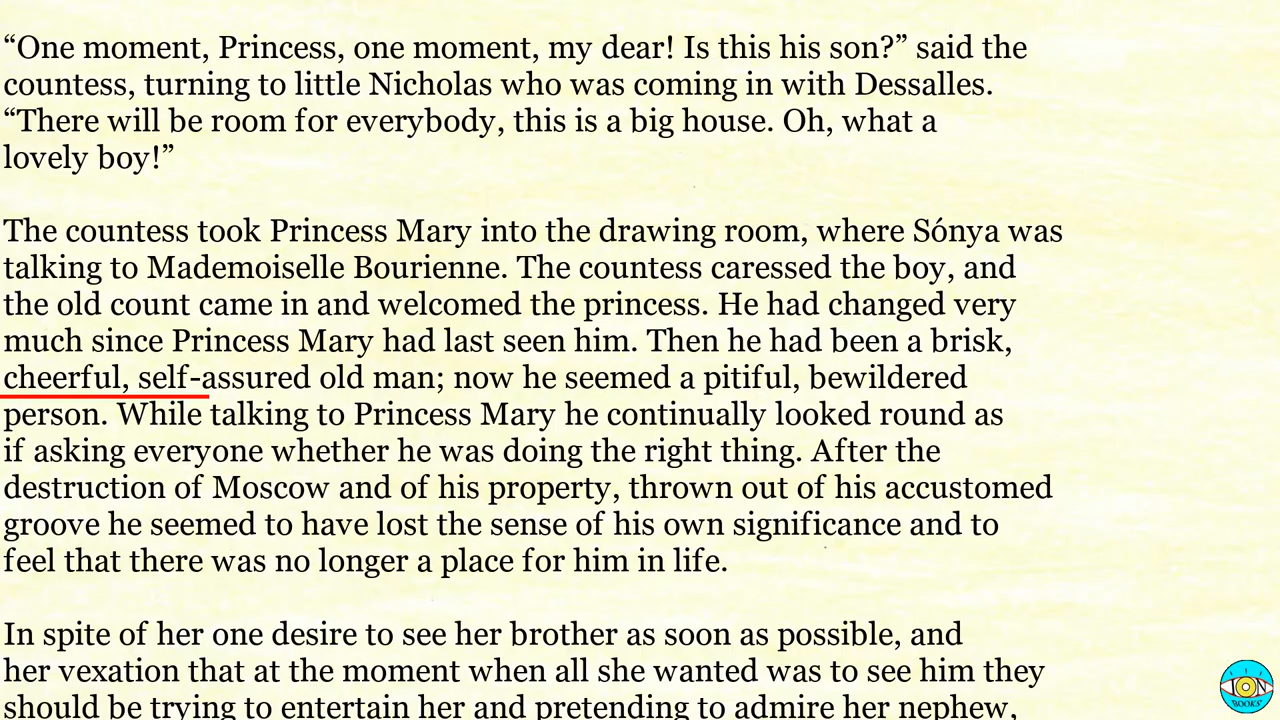 “One moment, Princess, one moment, my dear! Is this his son?” said the
countess, turning to little Nicholas who was coming in with Dessalles.
“There will be room for everybody, this is a big house. Oh, what a
lovely boy!”
The countess took Princess Mary into the drawing room, where Sónya was
talking to Mademoiselle Bourienne. The countess caressed the boy, and
the old count came in and welcomed the princess. He had changed very
much since Princess Mary had last seen him. Then he had been a brisk,
cheerful, self-assured old man; now he seemed a pitiful, bewildered
person. While talking to Princess Mary he continually looked round as
if asking everyone whether he was doing the right thing. After the
destruction of Moscow and of his property, thrown out of his accustomed
groove he seemed to have lost the sense of his own significance and to
feel that there was no longer a place for him in life.
In spite of her one desire to see her brother as soon as possible, and
her vexation that at the moment when all she wanted was to see him they
should be trying to entertain her and pretending to admire her nephew,
BOOKS